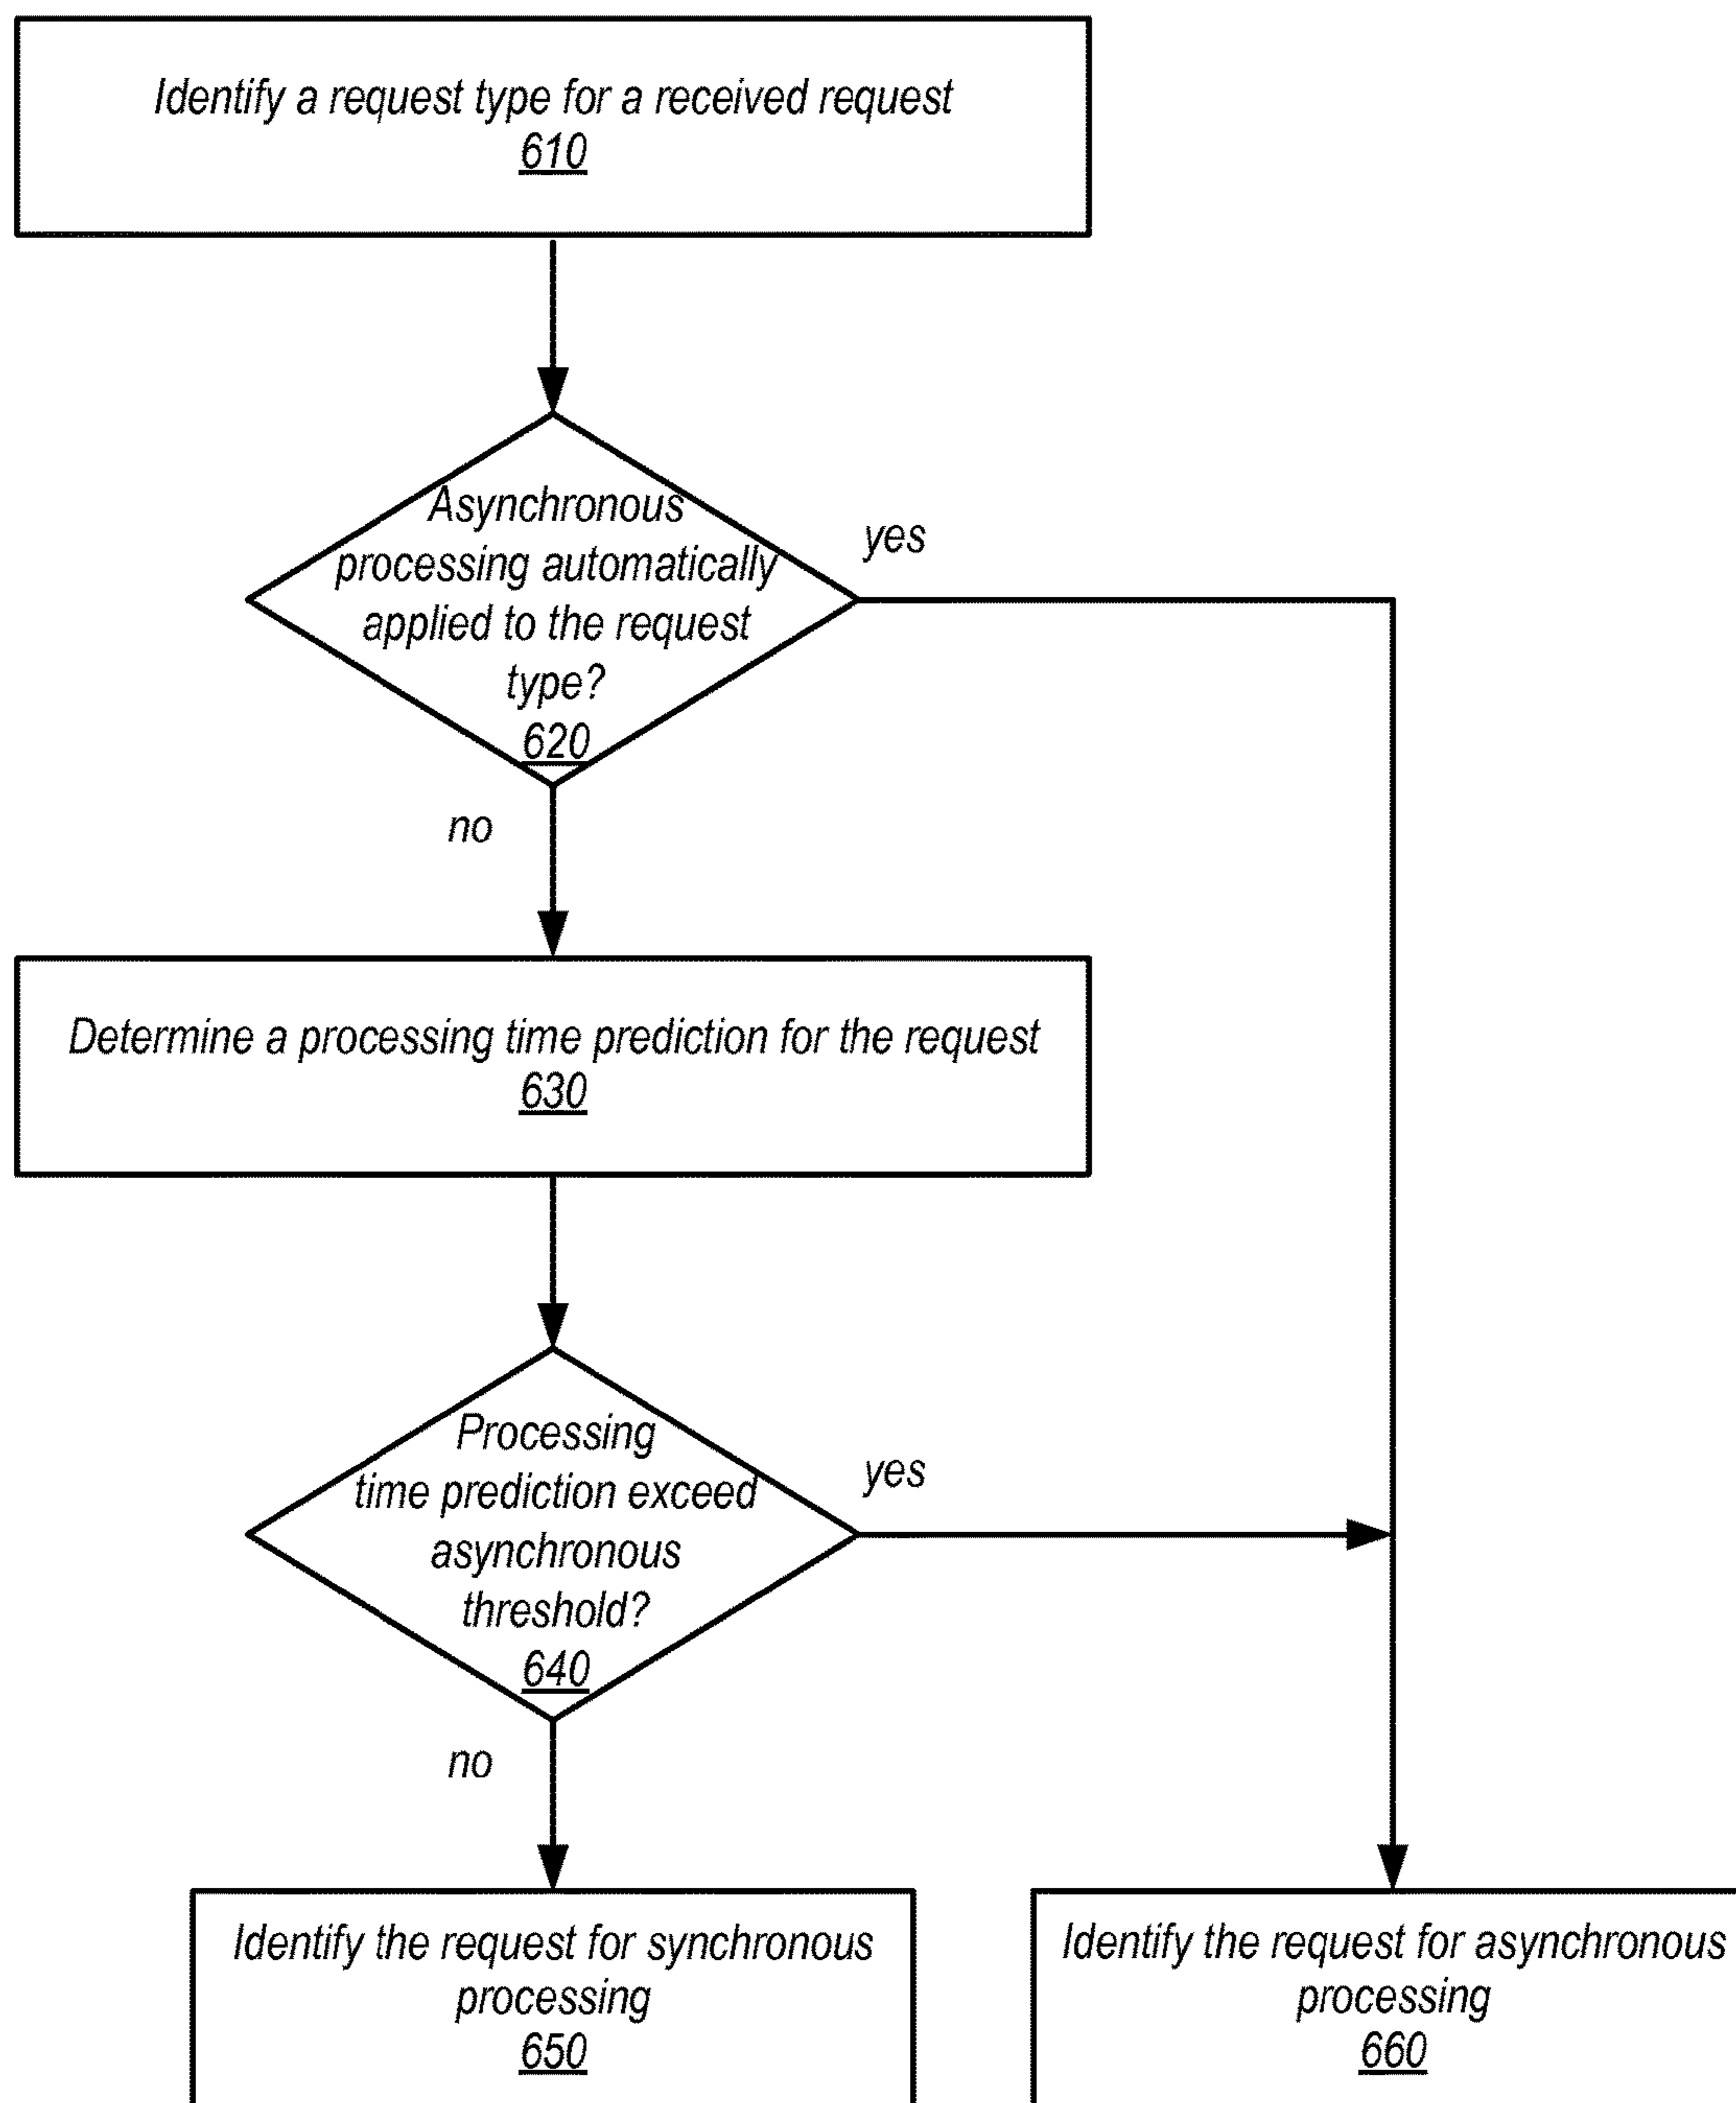 Identify a request type for a received request
610
Asynchronous
processing automatically
applied to the request
type?
620
yes
no
Determine a processing time prediction for the request
630
Processing
time prediction exceed
asynchronous
threshold?
640
yes
no
Identify the request for synchronous
processing
650
Identify the request for asynchronous
processing
660